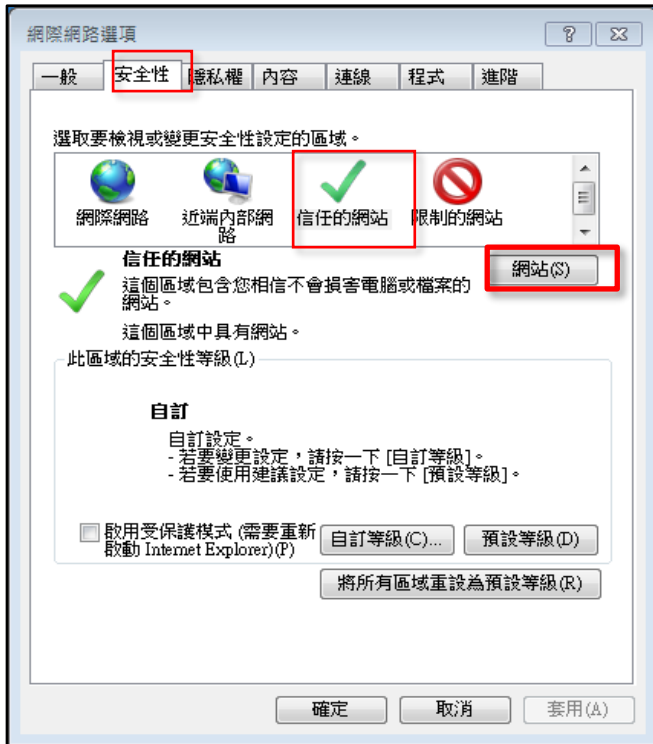 網際網路選項
一般 安全性 隱私權 內容 連線 程式 進階
選取要檢視或變更安全性設定的區域。
網際網路 近端內部網路 信任的網站 限制的網站
信任的網站
網站(S)
這個區域包含您相信不會損害電腦或檔案的
網站。
這個區域中具有網站。
此區域的安全性等級(L)
自訂
自訂設定。
- 若要變更設定，請按一下 [自訂等級]。
- 若要使用建議設定，請按一下 [預設等級]。
啟用受保護模式 (需要重新
啟動 Internet Explorer)(P)
自訂等級(C)... 預設等級(D)
將所有區域重設為預設等級(R)
確定 取消 套用(A)